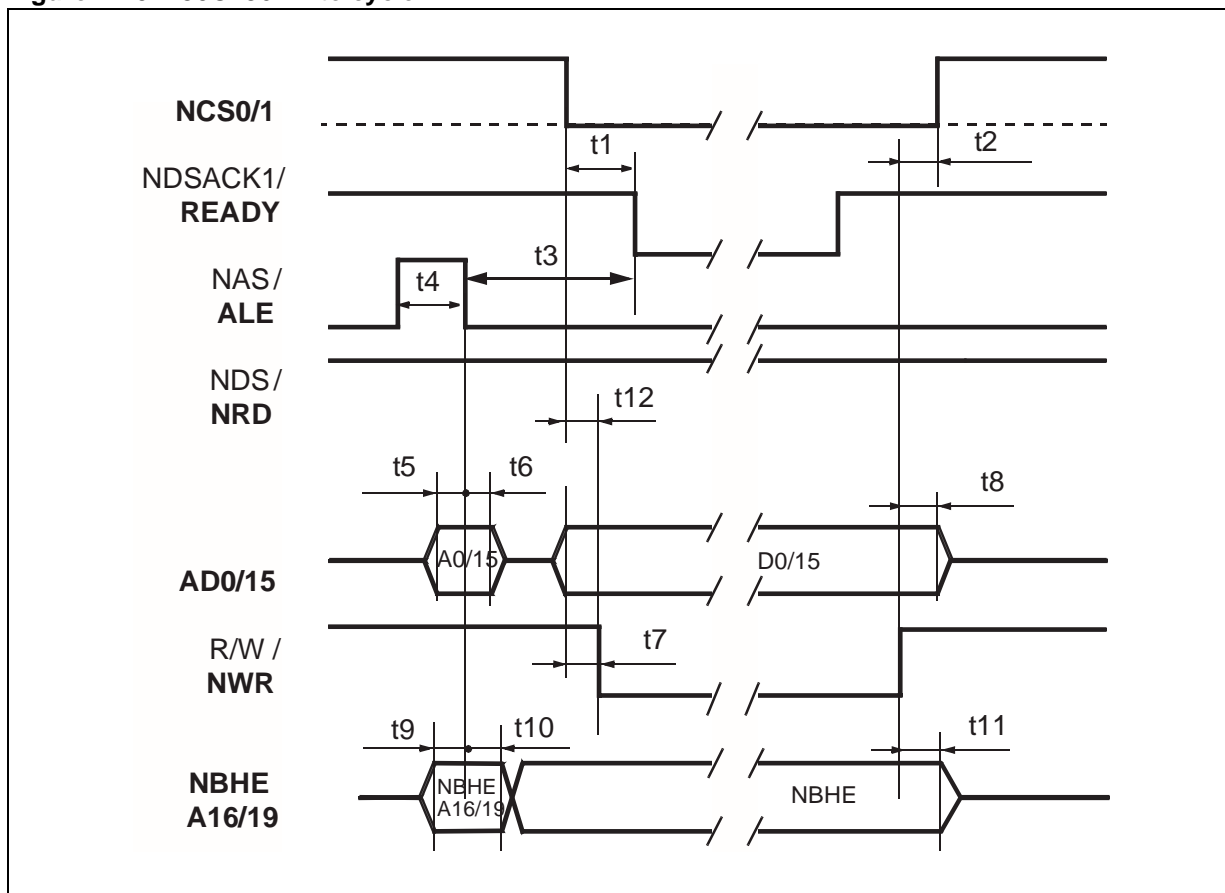 NCS0/1
t1
t2
NDSACK1/
READY
t3
NAS/
t4
ALE
NDS/
NRD
t12
t5
t6
t8
A0/15
D0/15
AD0/15
R/W /
t7
NWR
t9
t10
t11
NBHE
A16/19
NBHE
A16/19
NBHE